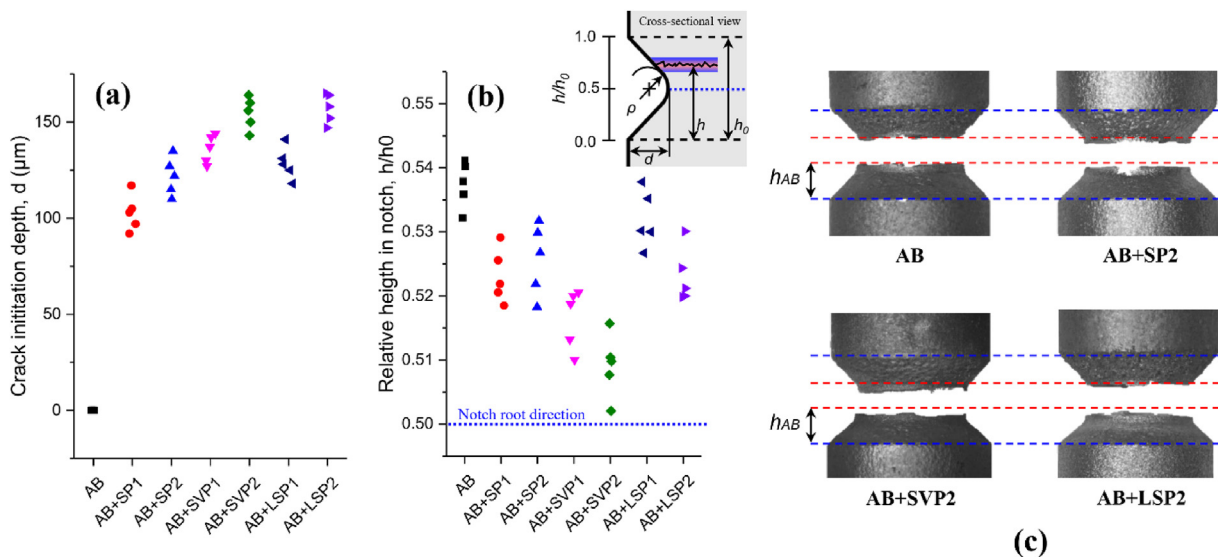 (a)
Crack inititation depth, d (µm)
150
100
50
0
AB
AB+SP1
AB+SP2
AB+SVP1
AB+SVP2
AB+LSP1
AB+LSP2
(b)
Relative heigth in notch, h/h0
0.55
0.54
0.53
0.52
0.51
0.50
Notch root direction
AB
AB+SP1
AB+SP2
AB+SVP1
AB+SVP2
AB+LSP1
AB+LSP2
Cross-sectional view
h/h0
1.0
0.5
0.0
ρ
d
h
h0
hAB
AB
AB+SP2
hAB
AB+SVP2
AB+LSP2
(c)